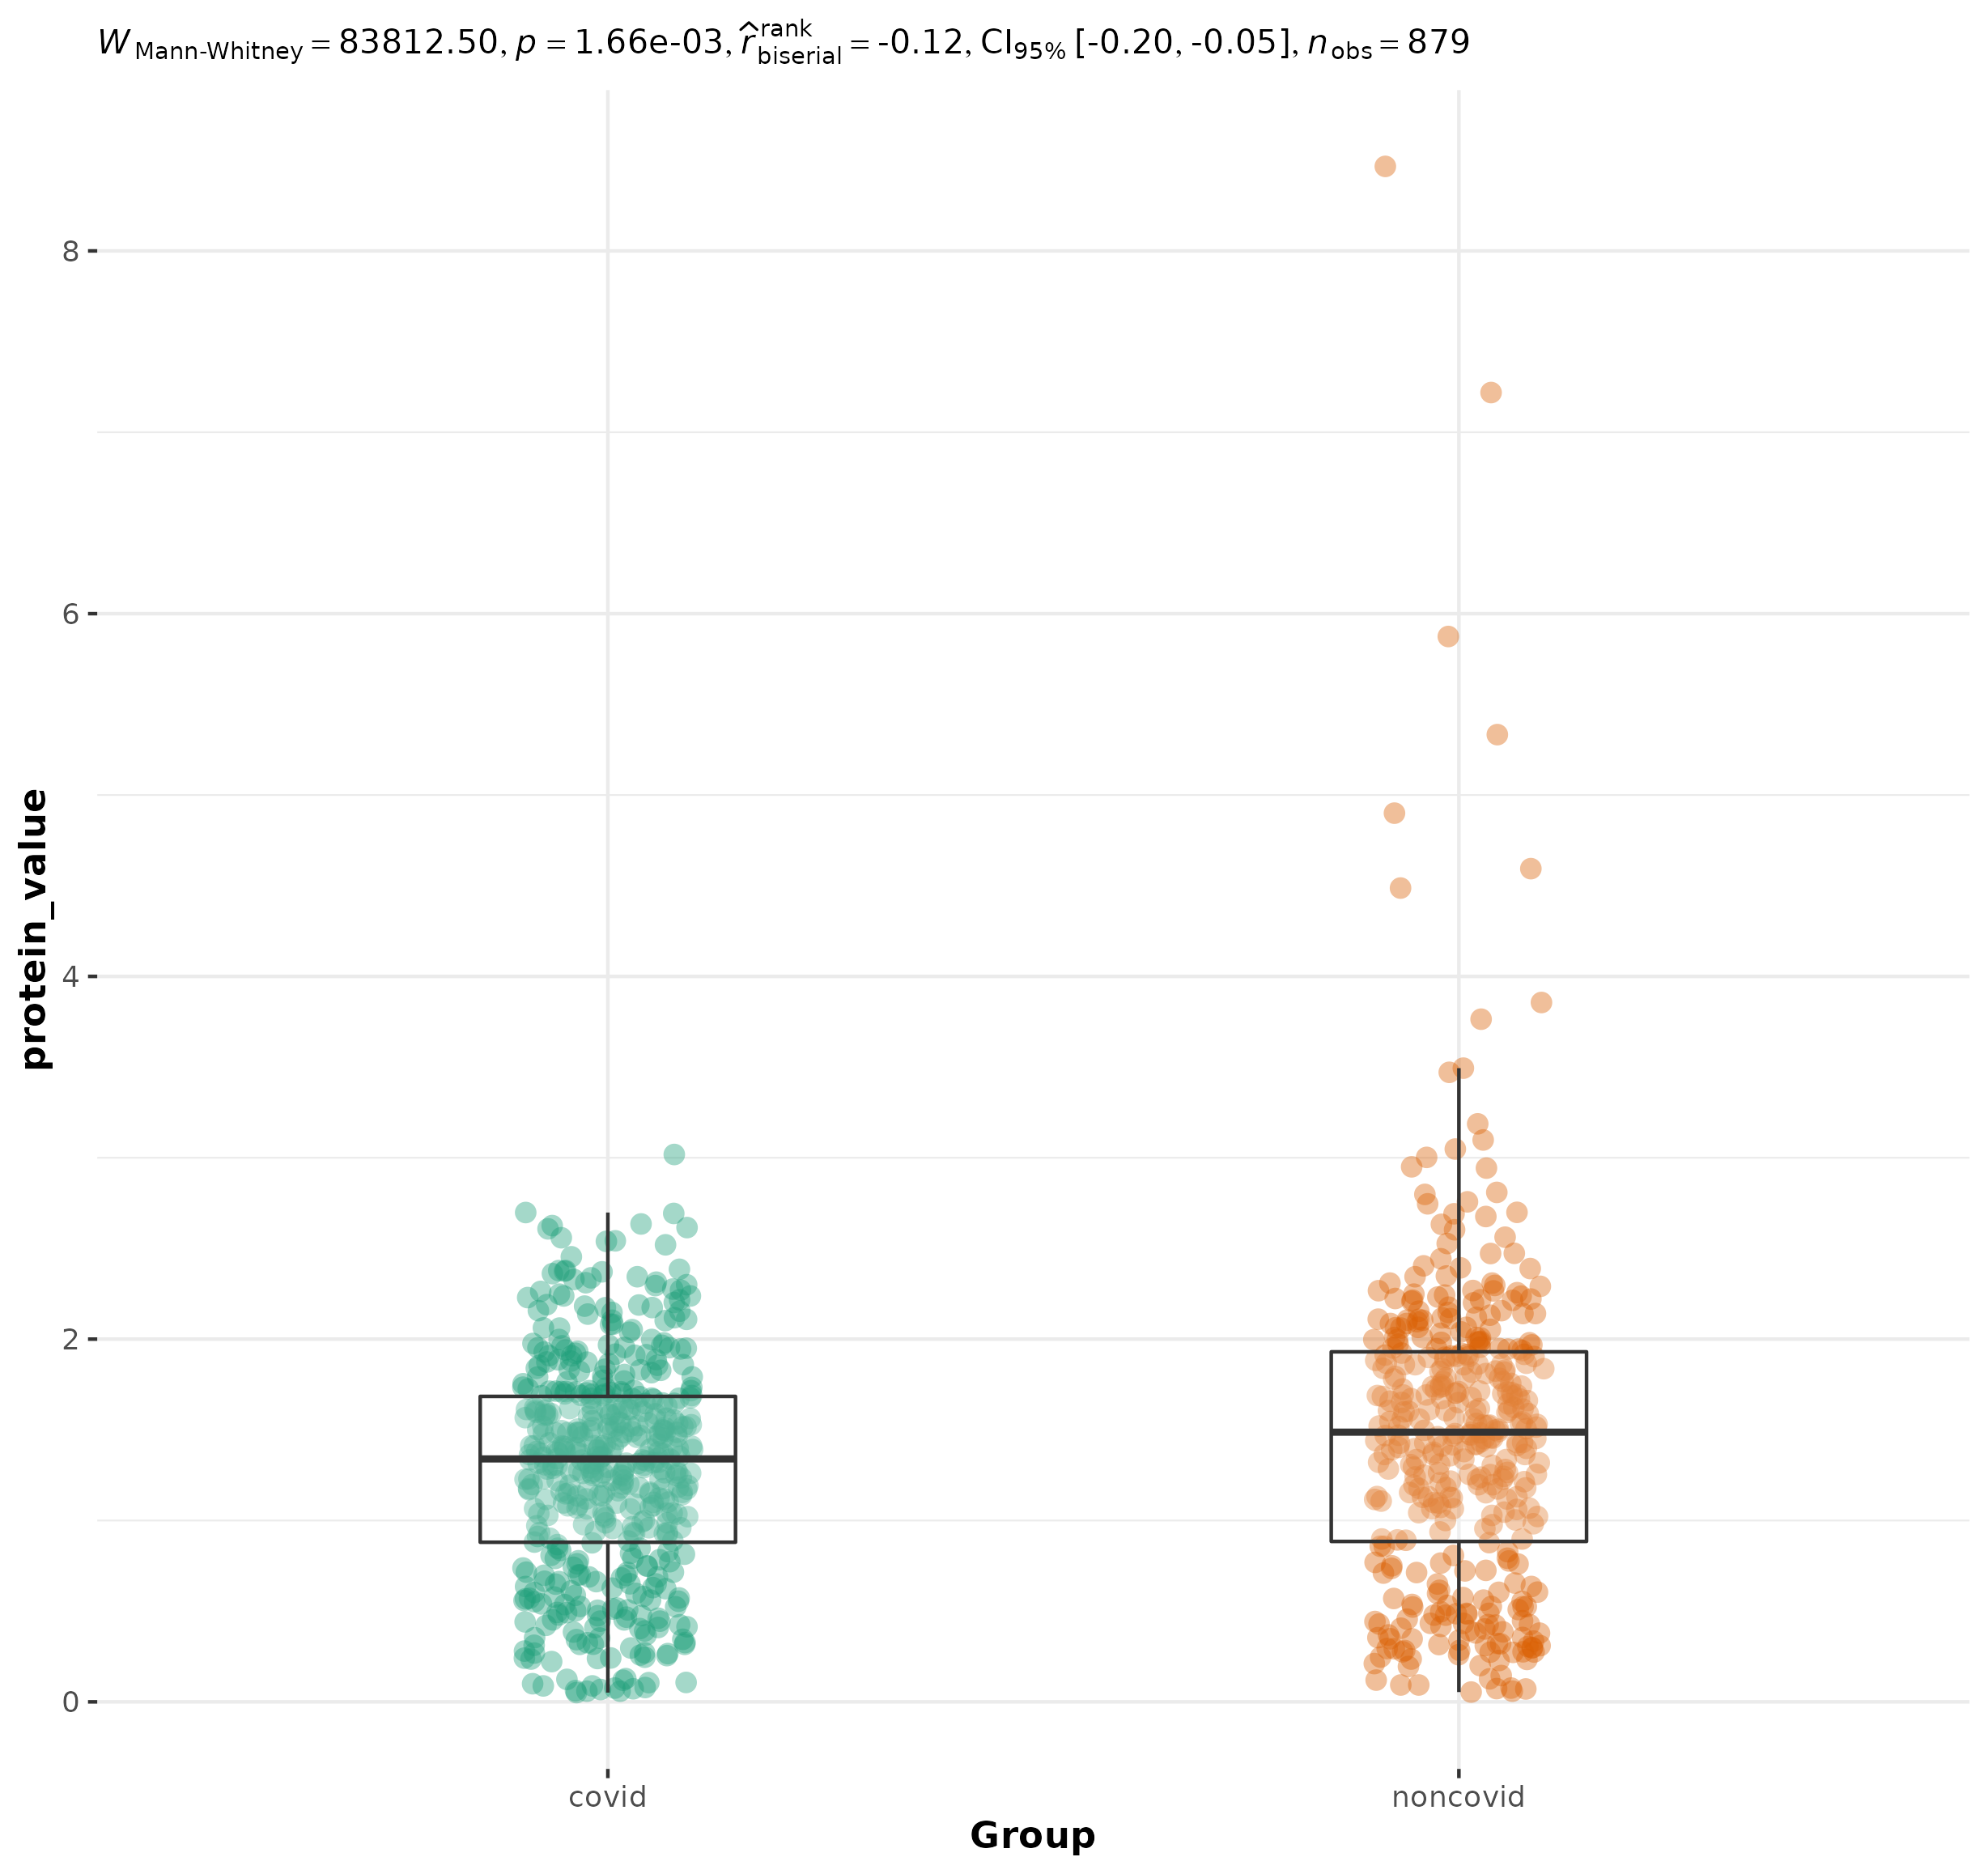 W Mann-Whitney = 83812.50, p = 1.66e-03, r̂ rank biserial = -0.12, CI95% [-0.20, -0.05], nobs = 879
8
6
4
2
0
protein_value
covid noncovid
Group